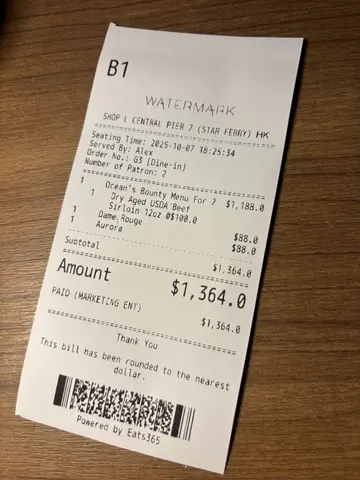 B1
WATERMARK
SHOP L CENTRAL PIER 7 (STAR FERRY) HK
Seating Time: 2025-10-07 18:25:34
Served By: Alex
Order No.: G3 [Dine-in]
Number of Patron: 2
1 Ocean's Bounty Menu For 2 $1,188.0
1 Dry Aged USDA Beef
Sirloin 12oz @$100.0
1 Dame Rouge $88.0
1 Aurora $88.0
Subtotal $1,364.0
Amount $1,364.0
PAID (MARKETING ENT) $1,364.0
Thank You
This bill has been rounded to the nearest
dollar.
Powered by Eats365